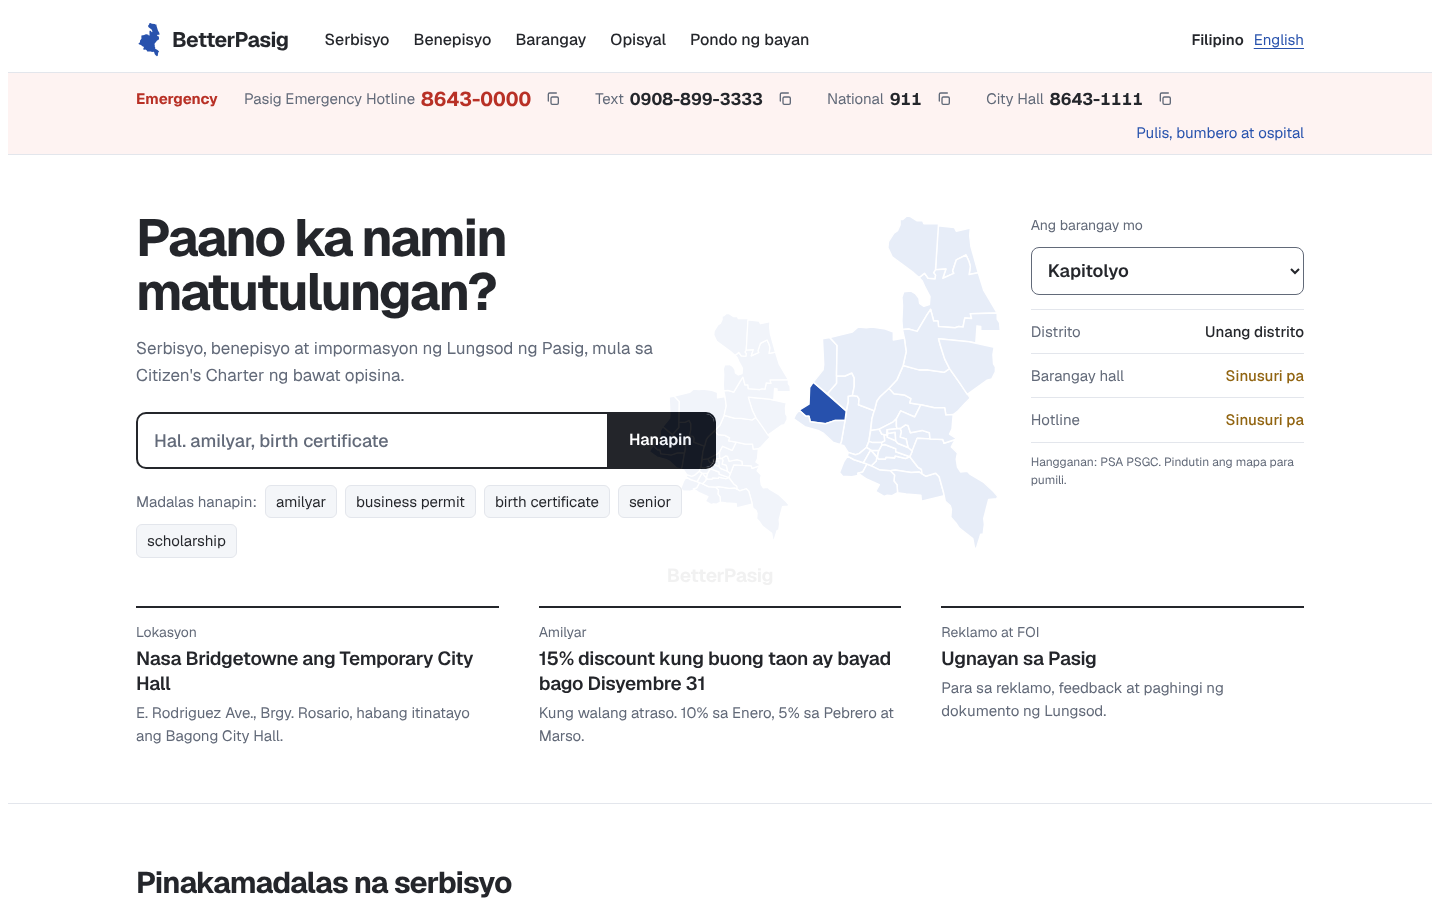 BetterPasig
Serbisyo
Benepisyo
Barangay
Opisyal
Pondo ng bayan
Filipino
English
Emergency
Pasig Emergency Hotline 8643-0000
Text 0908-899-3333
National 911
City Hall 8643-1111
Pulis, bumbero at ospital
Paano ka namin
matutulungan?
Serbisyo, benepisyo at impormasyon ng Lungsod ng Pasig, mula sa
Citizen's Charter ng bawat opisina.
Hal. amilyar, birth certificate
Hanapin
Madalas hanapin:
amilyar
business permit
birth certificate
senior
scholarship
Ang barangay mo
Kapitolyo
Distrito
Unang distrito
Barangay hall
Sinusuri pa
Hotline
Sinusuri pa
Hangganan: PSA PSGC. Pindutin ang mapa para
pumili.
BetterPasig
Lokasyon
Nasa Bridgetowne ang Temporary City
Hall
E. Rodriguez Ave., Brgy. Rosario, habang itinatayo
ang Bagong City Hall.
Amilyar
15% discount kung buong taon ay bayad
bago Disyembre 31
Kung walang atraso. 10% sa Enero, 5% sa Pebrero at
Marso.
Reklamo at FOI
Ugnayan sa Pasig
Para sa reklamo, feedback at paghingi ng
dokumento ng Lungsod.
Pinakamadalas na serbisyo